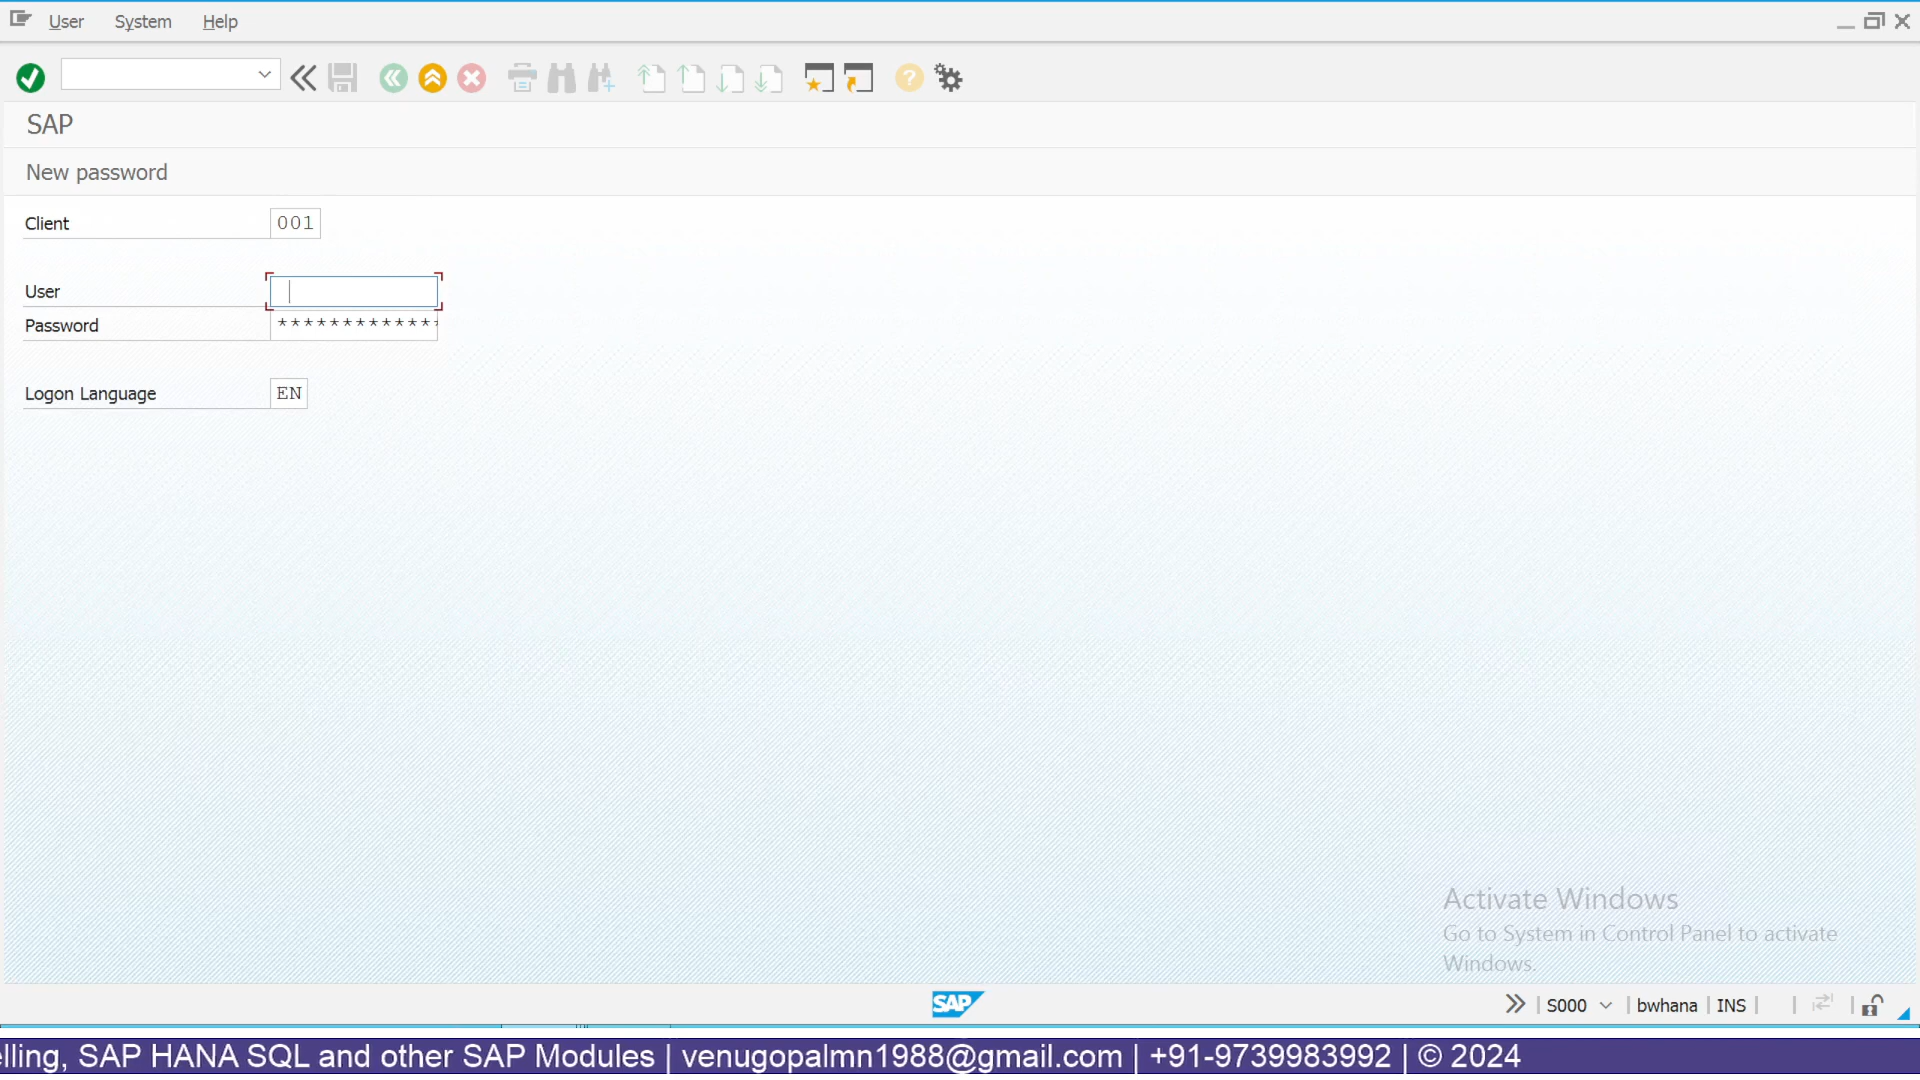 User System Help
SAP
New password
Client 001
User
Password *************
Logon Language EN
Activate Windows
Go to System in Control Panel to activate
Windows.
SAP S000 bwhana INS
elling, SAP HANA SQL and other SAP Modules | venugopalmn1988@gmail.com | +91-9739983992 | © 2024